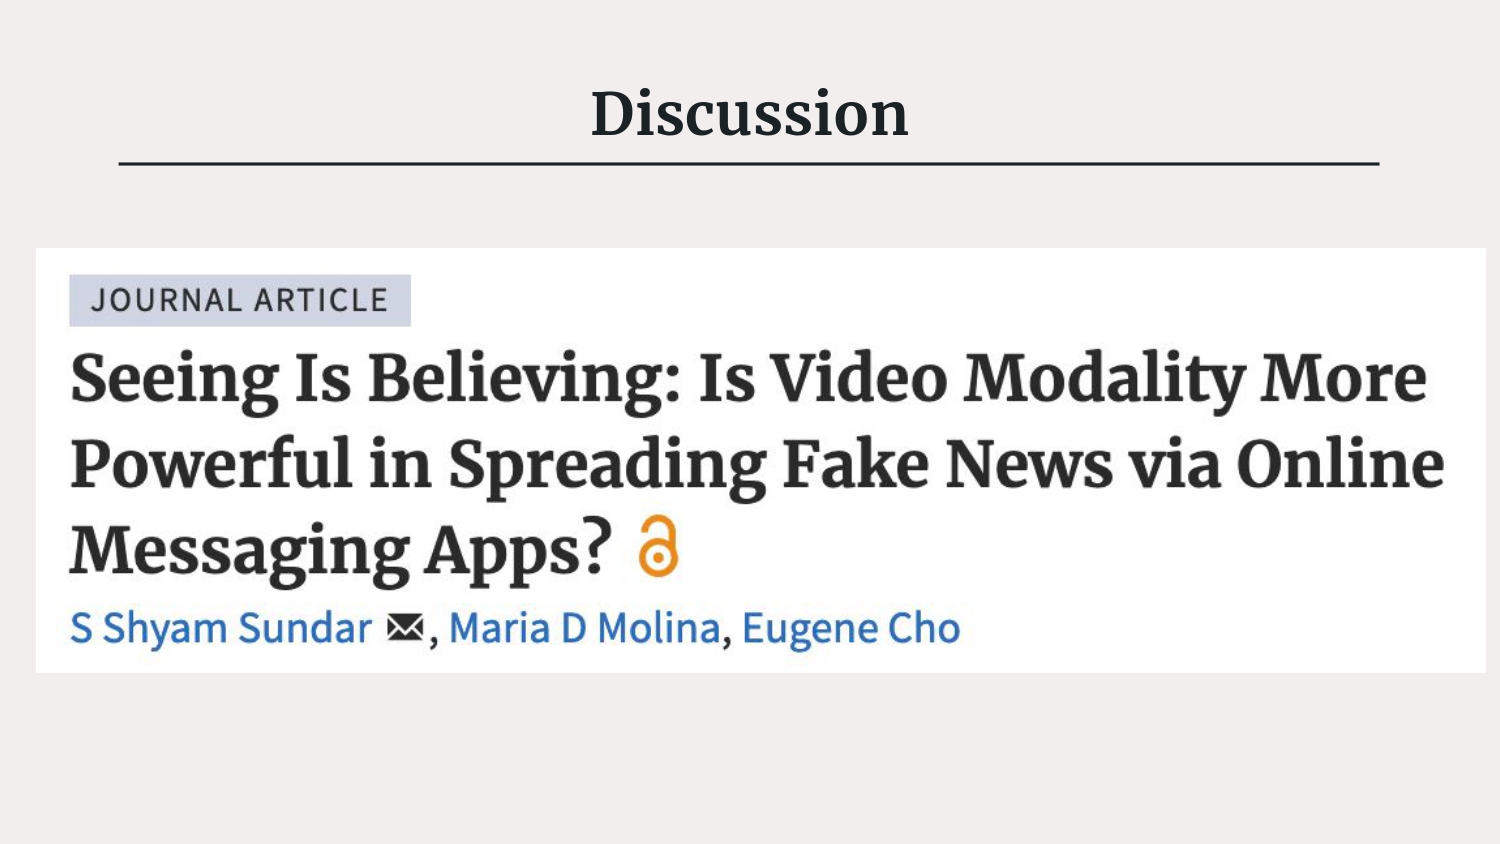 Discussion
JOURNAL ARTICLE
Seeing Is Believing: Is Video Modality More
Powerful in Spreading Fake News via Online
Messaging Apps?
S Shyam Sundar , Maria D Molina, Eugene Cho